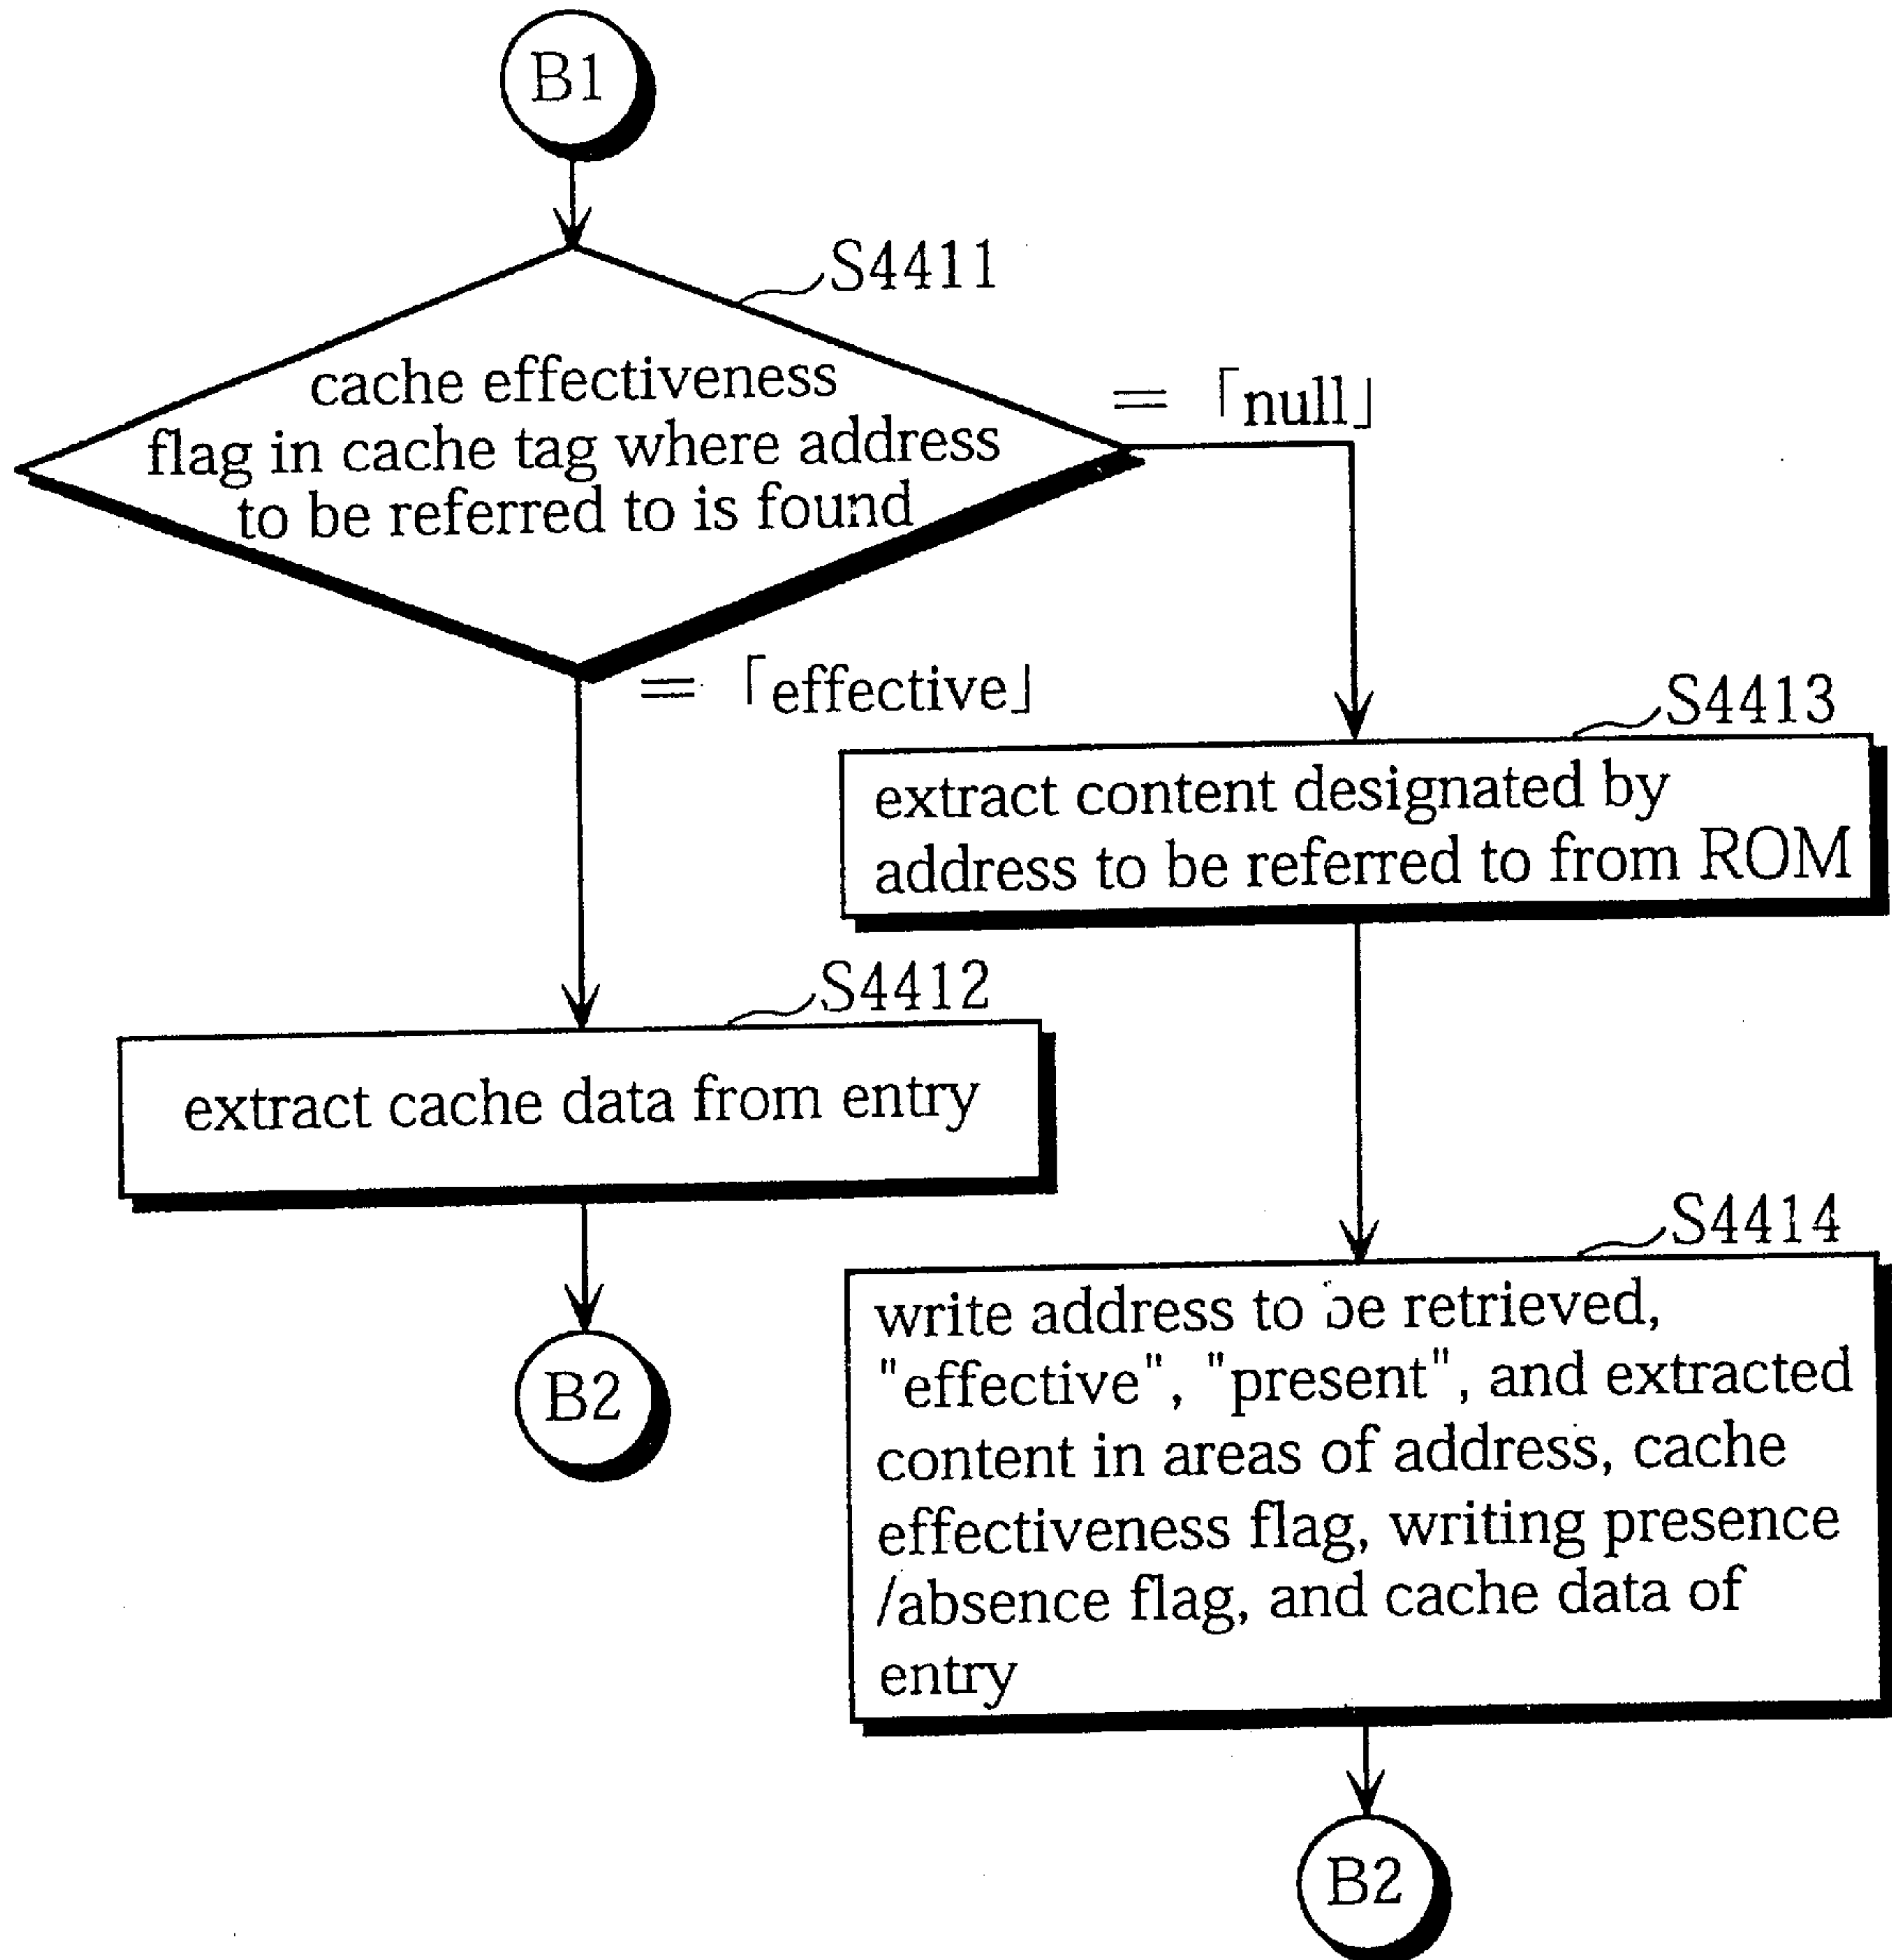 B1
S4411
cache effectiveness
flag in cache tag where address
to be referred to is found
= 「null」
= 「effective」
S4413
extract content designated by
address to be referred to from ROM
S4412
extract cache data from entry
B2
S4414
write address to be retrieved,
"effective", "present", and extracted
content in areas of address, cache
effectiveness flag, writing presence
/absence flag, and cache data of
entry
B2